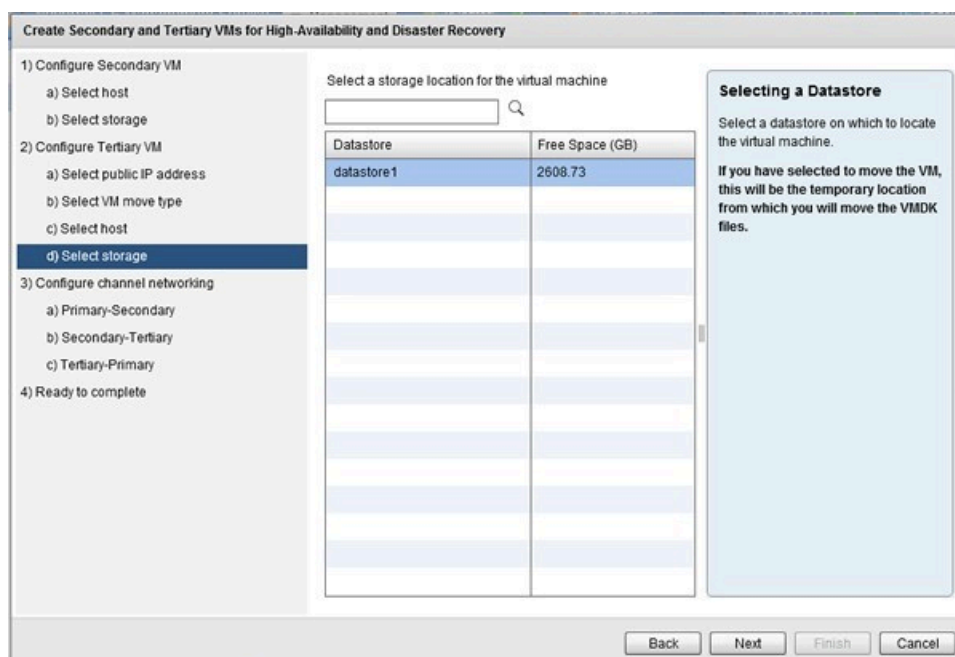 Create Secondary and Tertiary VMs for High-Availability and Disaster Recovery
1) Configure Secondary VM
a) Select host
b) Select storage
2) Configure Tertiary VM
a) Select public IP address
b) Select VM move type
c) Select host
d) Select storage
3) Configure channel networking
a) Primary-Secondary
b) Secondary-Tertiary
c) Tertiary-Primary
4) Ready to complete
Select a storage location for the virtual machine
Datastore Free Space (GB)
datastore1 2608.73
Selecting a Datastore
Select a datastore on which to locate
the virtual machine.
If you have selected to move the VM,
this will be the temporary location
from which you will move the VMDK
files.
Back Next Finish Cancel